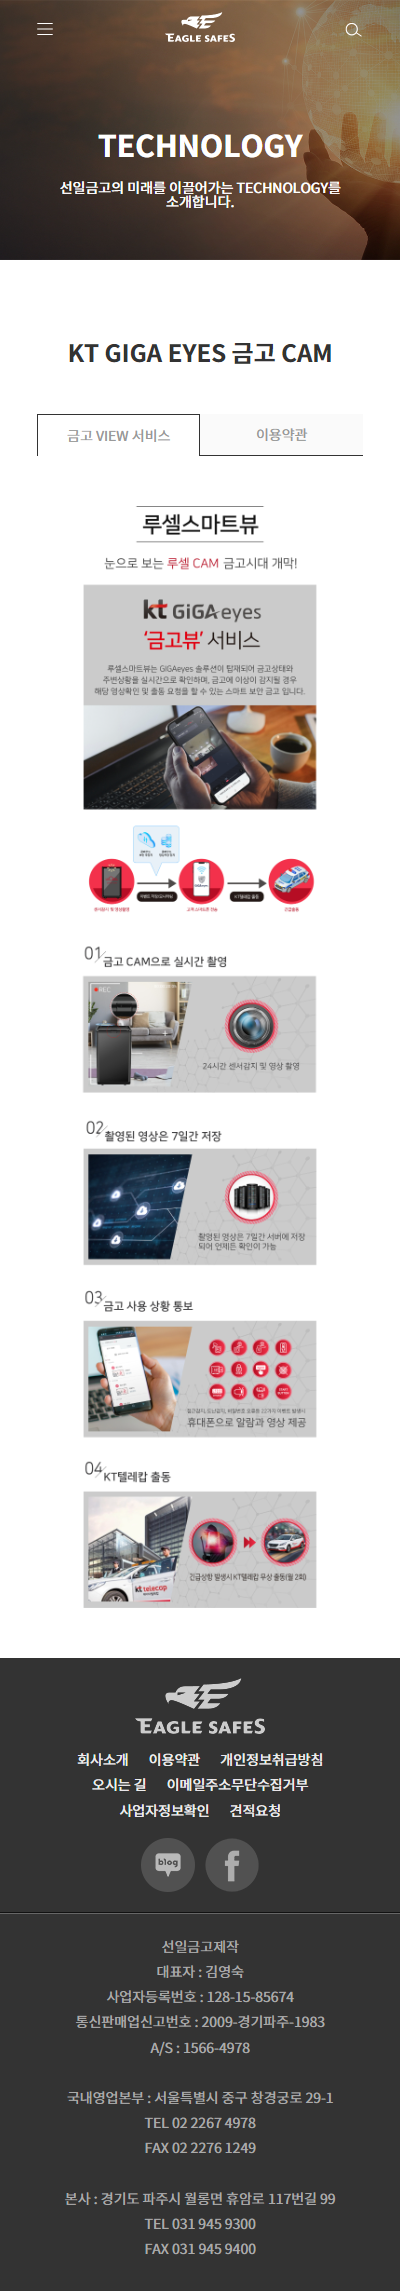 EAGLE SAFES
TECHNOLOGY
선일금고의 미래를 이끌어가는 TECHNOLOGY를
소개합니다.
KT GIGA EYES 금고 CAM
금고 VIEW 서비스
이용약관
루셀스마트뷰
눈으로 보는 루셀 CAM 금고시대 개막!
kt GiGA eyes
‘금고뷰’ 서비스
루셀스마트뷰는 GIGAeyes 솔루션이 탑재되어 금고상태와
주변상황을 실시간으로 확인하며, 금고에 이상이 감지될 경우
해당 영상확인 및 출동 요청을 할 수 있는 스마트 보안 금고 입니다.
01 금고 CAM으로 실시간 촬영
REC
24시간 센서감지 및 영상 촬영
02 촬영된 영상은 7일간 저장
촬영된 영상은 7일간 서버에 저장
되어 언제든 확인이 가능
03 금고 사용 상황 통보
휴대폰으로 알람과 영상 제공
04 KT텔레캅 출동
kt telecop
긴급상황 발생시 KT텔레캅 무상 출동(월 2회)
EAGLE SAFES
회사소개 이용약관 개인정보취급방침
오시는 길 이메일주소무단수집거부
사업자정보확인 견적요청
blog
선일금고제작
대표자 : 김영숙
사업자등록번호 : 128-15-85674
통신판매업신고번호 : 2009-경기파주-1983
A/S : 1566-4978
국내영업본부 : 서울특별시 중구 창경궁로 29-1
TEL 02 2267 4978
FAX 02 2276 1249
본사 : 경기도 파주시 월롱면 휴암로 117번길 99
TEL 031 945 9300
FAX 031 945 9400